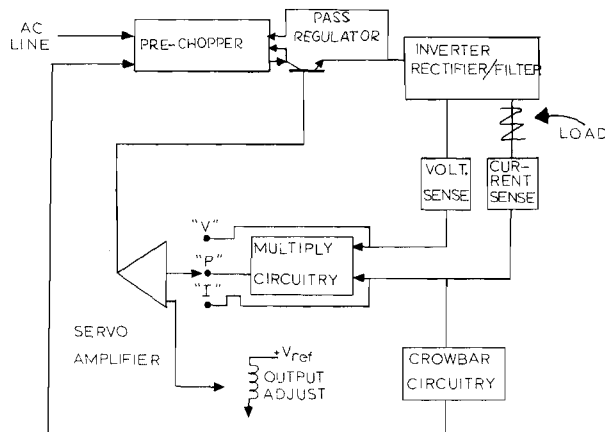 AC
LINE
PRE-CHOPPER
PASS
REGULATOR
INVERTER
RECTIFIER/FILTER
LOAD
VOLT.
SENSE
CUR-
RENT
SENSE
"V"
"P"
"I"
MULTIPLY
CIRCUITRY
SERVO
AMPLIFIER
+Vref
OUTPUT
ADJUST
CROWBAR
CIRCUITRY